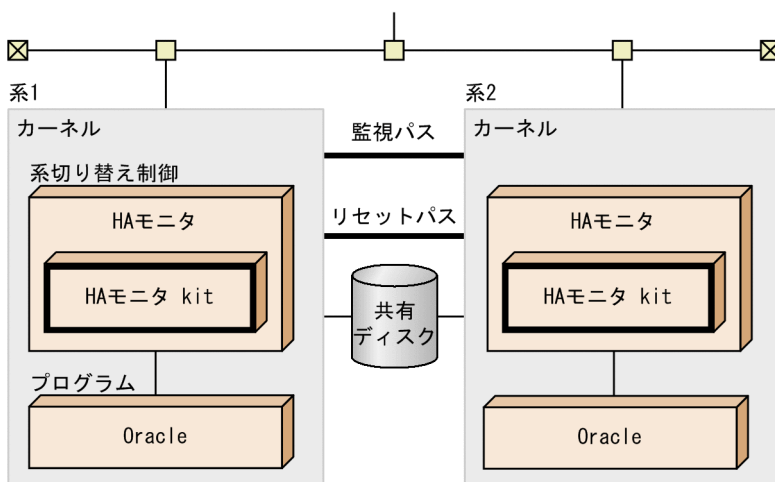 系1
系2
カーネル
監視パス
カーネル
系切り替え制御
HAモニタ
リセットパス
HAモニタ
HAモニタ kit
共有
ディスク
HAモニタ kit
プログラム
Oracle
Oracle